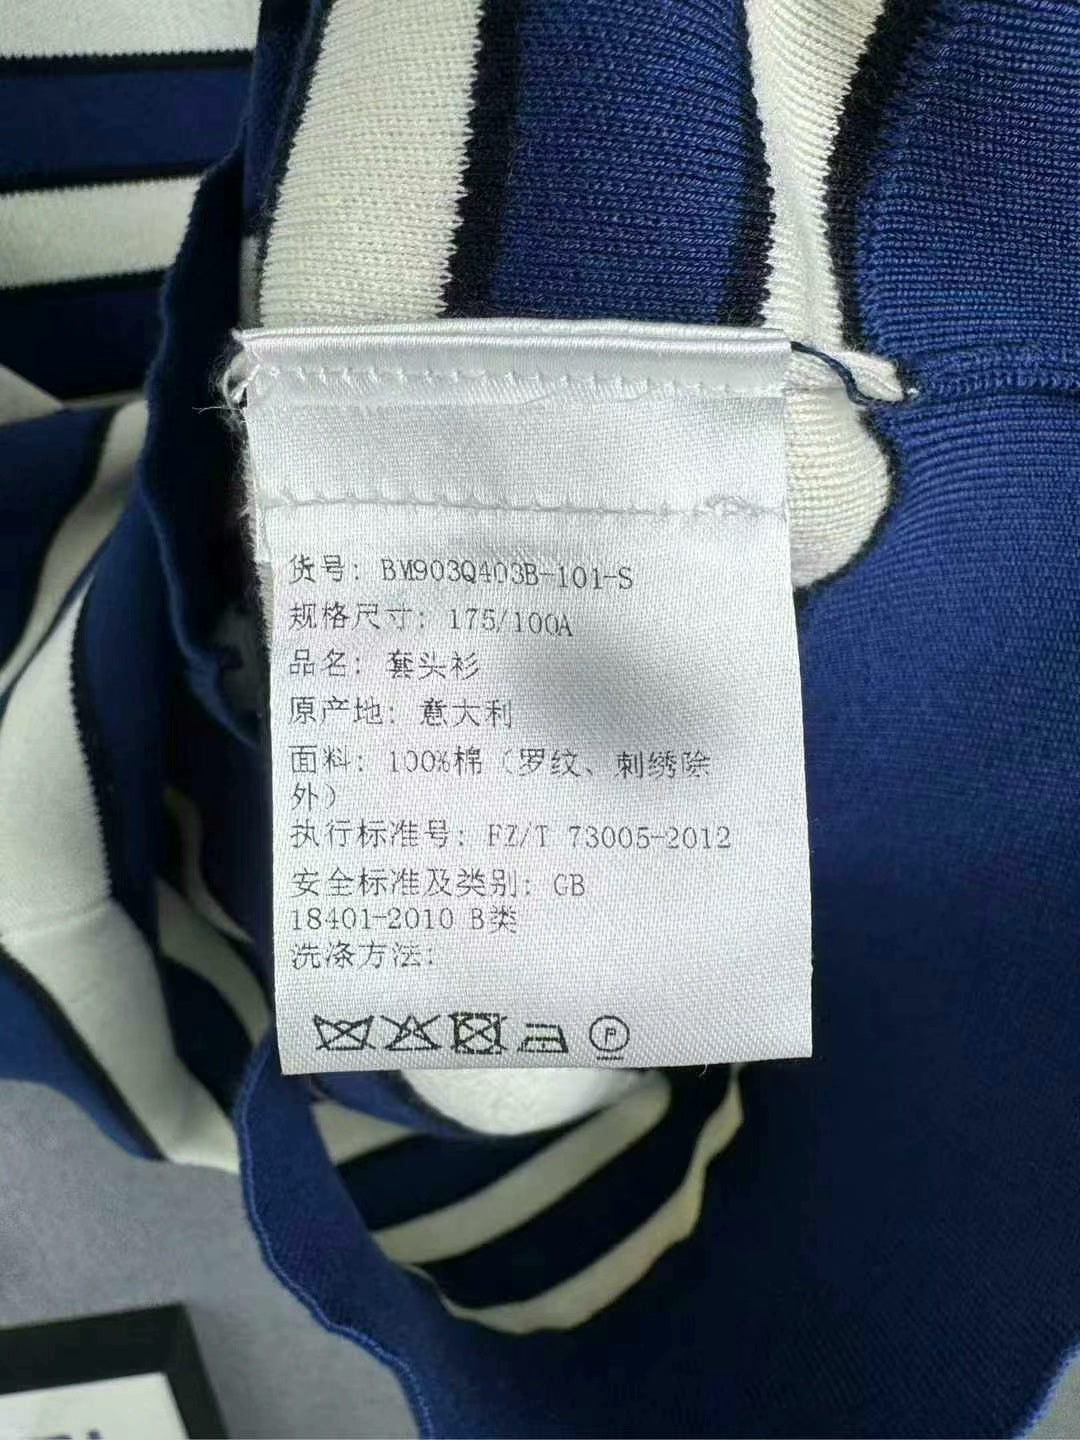 货号: BM903Q403B-101-S
规格尺寸: 175/100A
品名: 套头衫
原产地: 意大利
面料: 100%棉（罗纹、刺绣除
外）
执行标准号: FZ/T 73005-2012
安全标准及类别: GB
18401-2010 B类
洗涤方法:
P